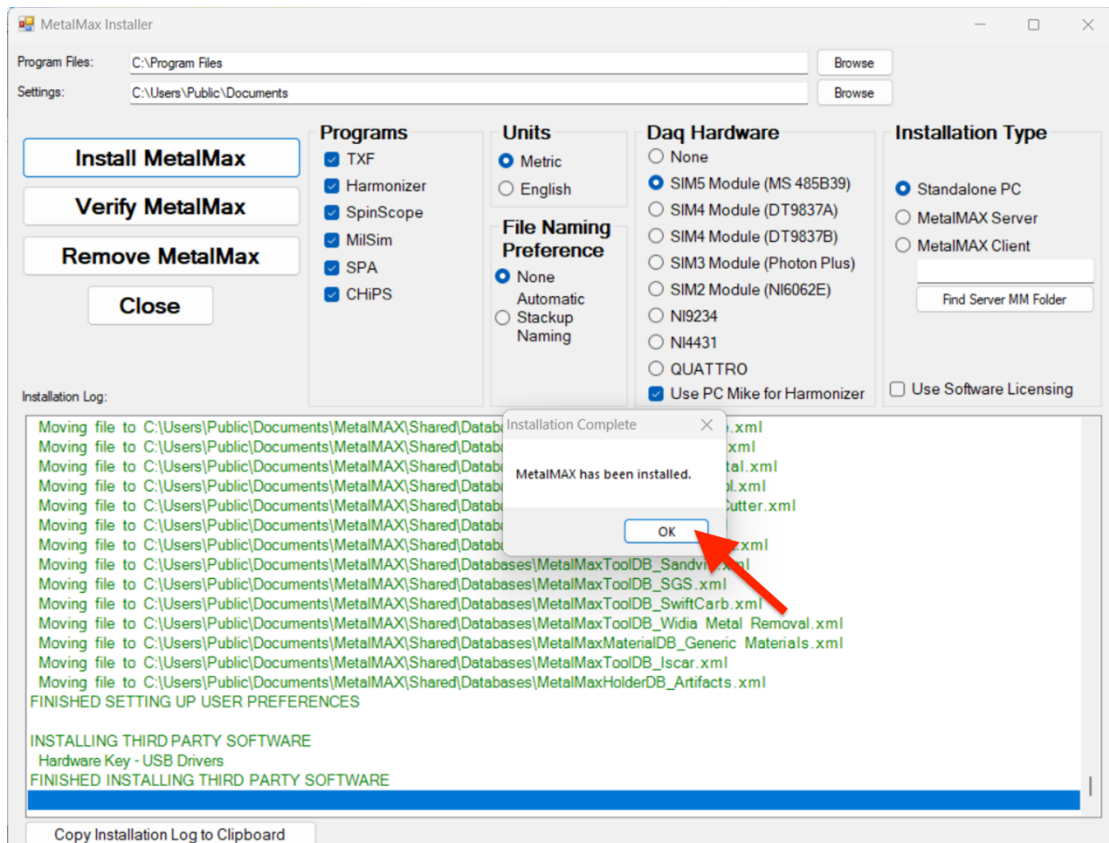 MetalMax Installer
Program Files: C:\Program Files Browse
Settings: C:\Users\Public\Documents Browse
Install MetalMax
Verify MetalMax
Remove MetalMax
Close
Programs
TXF
Harmonizer
SpinScope
MilSim
SPA
CHiPS
Units
Metric
English
File Naming
Preference
None
Automatic
Stackup
Naming
Daq Hardware
None
SIM5 Module (MS 485B39)
SIM4 Module (DT9837A)
SIM4 Module (DT9837B)
SIM3 Module (Photon Plus)
SIM2 Module (NI6062E)
NI9234
NI4431
QUATTRO
Use PC Mike for Harmonizer
Installation Type
Standalone PC
MetalMAX Server
MetalMAX Client
Find Server MM Folder
Use Software Licensing
Installation Log:
Installation Complete
MetalMAX has been installed.
OK
Moving file to C:\Users\Public\Documents\MetalMAX\Shared\Datab .xml
Moving file to C:\Users\Public\Documents\MetalMAX\Shared\Datab xml
Moving file to C:\Users\Public\Documents\MetalMAX\Shared\Datab tal.xml
Moving file to C:\Users\Public\Documents\MetalMAX\Shared\Datab l.xml
Moving file to C:\Users\Public\Documents\MetalMAX\Shared\Datab Cutter.xml
Moving file to C:\Users\Public\Documents\MetalMAX\Shared\Datab
Moving file to C:\Users\Public\Documents\MetalMAX\Shared\Datab .xml
Moving file to C:\Users\Public\Documents\MetalMAX\Shared\Databases\MetalMaxToolDB_Sandvi
Moving file to C:\Users\Public\Documents\MetalMAX\Shared\Databases\MetalMaxToolDB_SGS.xml
Moving file to C:\Users\Public\Documents\MetalMAX\Shared\Databases\MetalMaxToolDB_SwiftCarb.xml
Moving file to C:\Users\Public\Documents\MetalMAX\Shared\Databases\MetalMaxToolDB_Widia Metal Removal.xml
Moving file to C:\Users\Public\Documents\MetalMAX\Shared\Databases\MetalMaxMaterialDB_Generic Materials.xml
Moving file to C:\Users\Public\Documents\MetalMAX\Shared\Databases\MetalMaxToolDB_Iscar.xml
Moving file to C:\Users\Public\Documents\MetalMAX\Shared\Databases\MetalMaxHolderDB_Artifacts.xml
FINISHED SETTING UP USER PREFERENCES
INSTALLING THIRD PARTY SOFTWARE
Hardware Key - USB Drivers
FINISHED INSTALLING THIRD PARTY SOFTWARE
Copy Installation Log to Clipboard